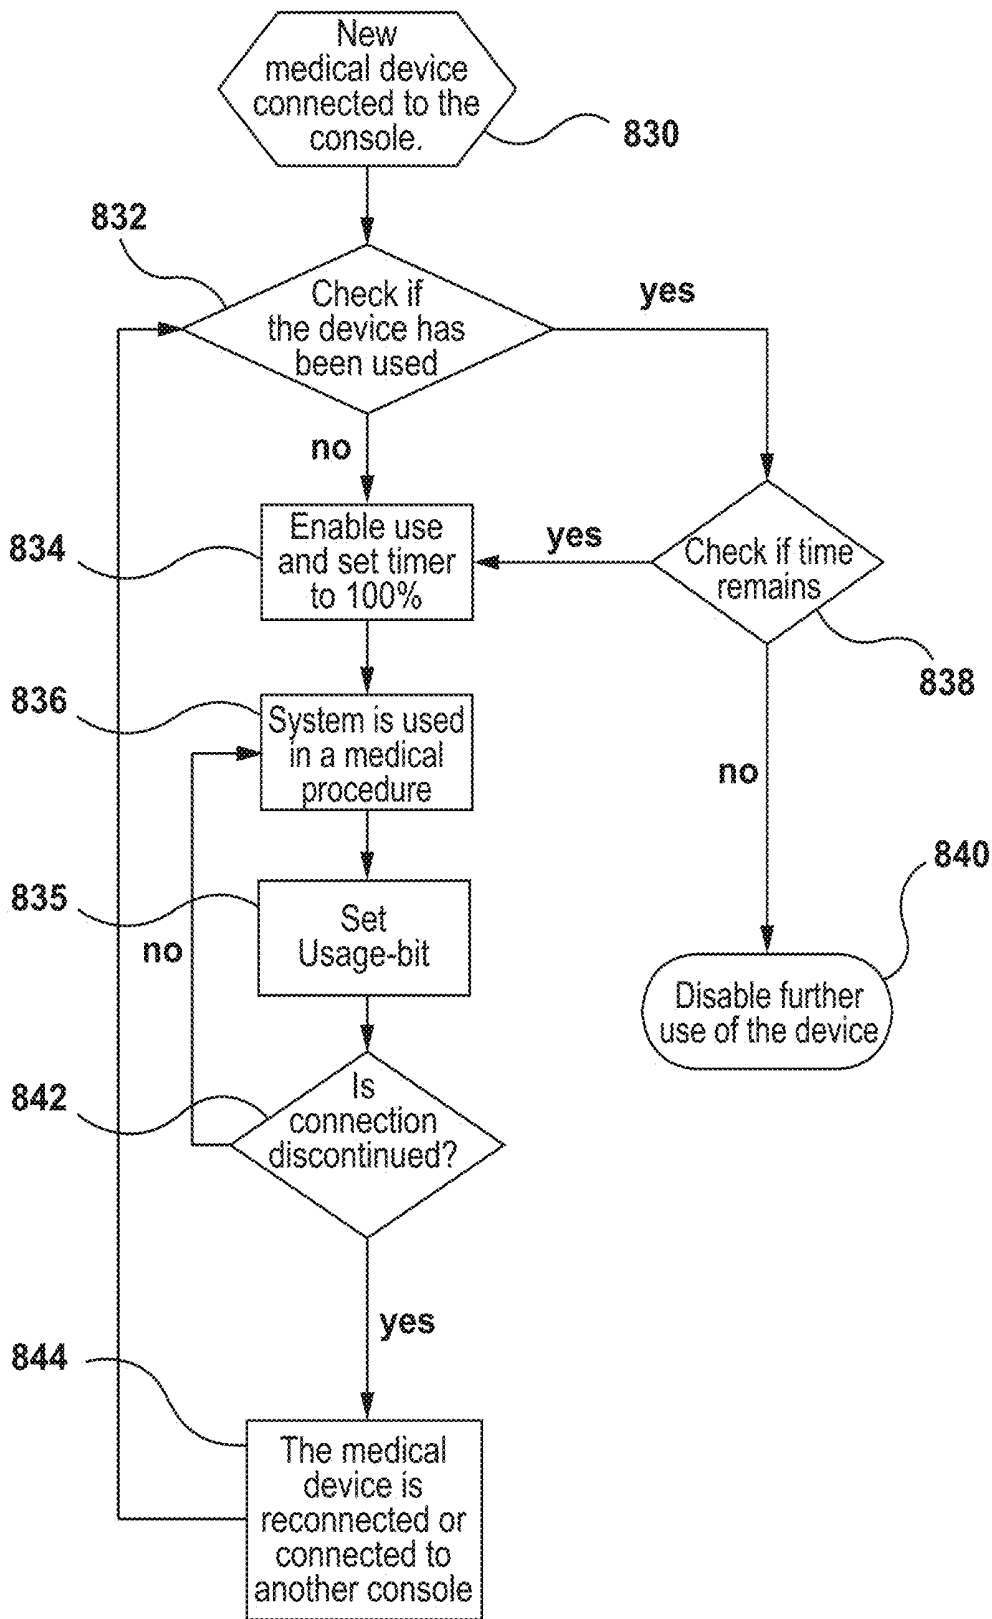 New
medical device
connected to the
console.
830
832
Check if
the device has
been used
yes
no
834
Enable use
and set timer
to 100%
yes
Check if time
remains
838
836
System is used
in a medical
procedure
no
840
835
Set
Usage-bit
no
Disable further
use of the device
842
Is
connection
discontinued?
yes
844
The medical
device is
reconnected or
connected to
another console